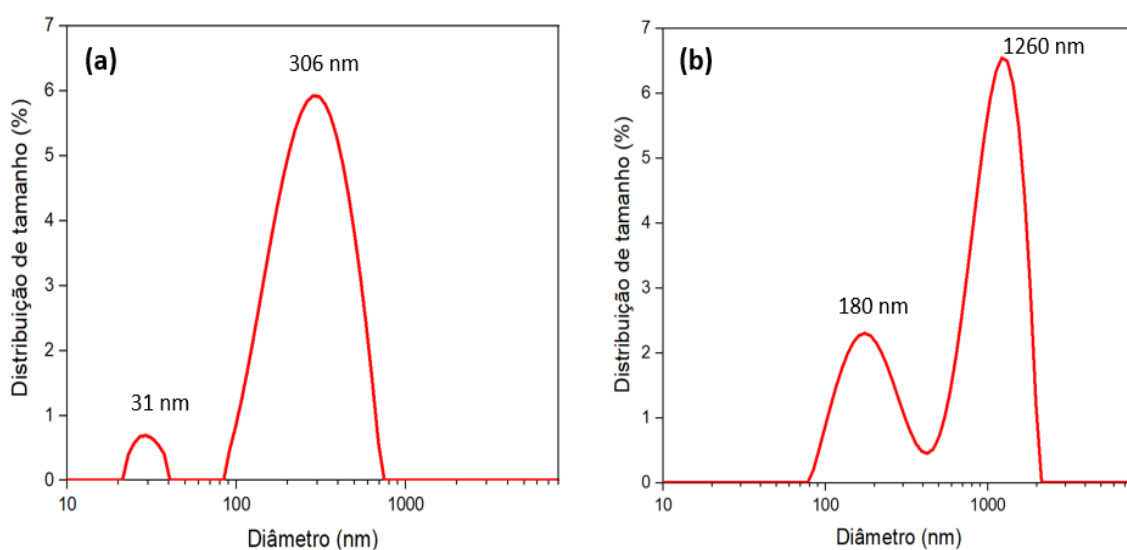 (a)
306 nm
31 nm
Distribuição de tamanho (%)
7
6
5
4
3
2
1
0
10
100
1000
Diâmetro (nm)
(b)
1260 nm
180 nm
Distribuição de tamanho (%)
7
6
5
4
3
2
1
0
10
100
1000
Diâmetro (nm)